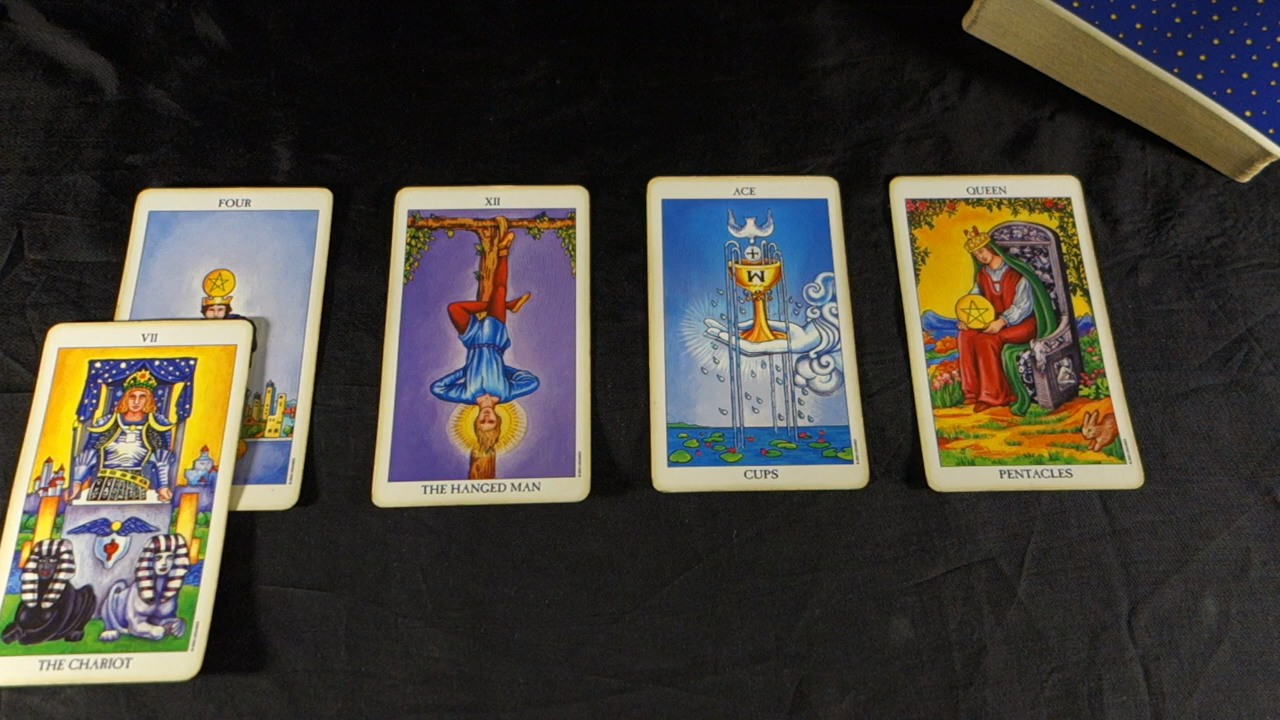 FOUR
VII
THE CHARIOT
XII
THE HANGED MAN
ACE
CUPS
QUEEN
PENTACLES